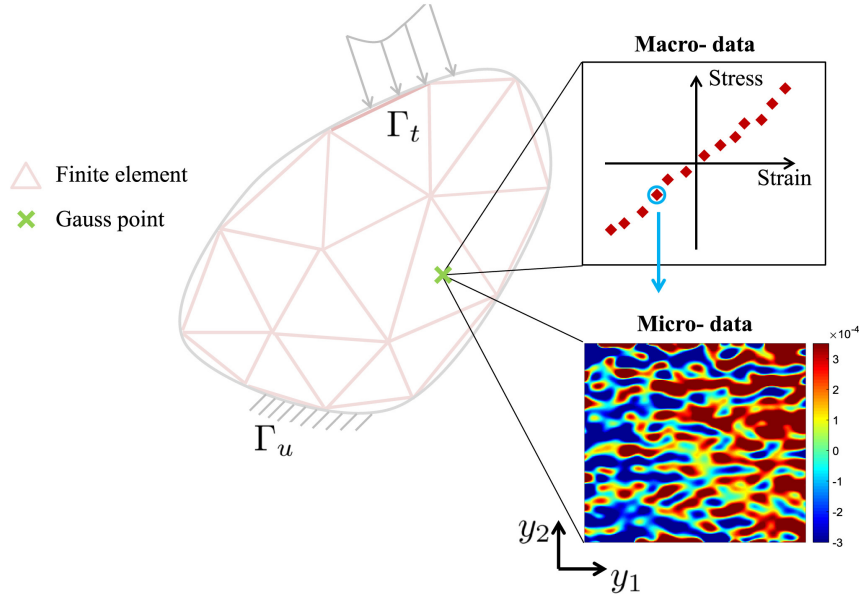 Macro- data
Stress
Strain
Γt
Finite element
Gauss point
Micro- data
×10-4
3
2
1
0
-1
-2
-3
Γu
y2
y1